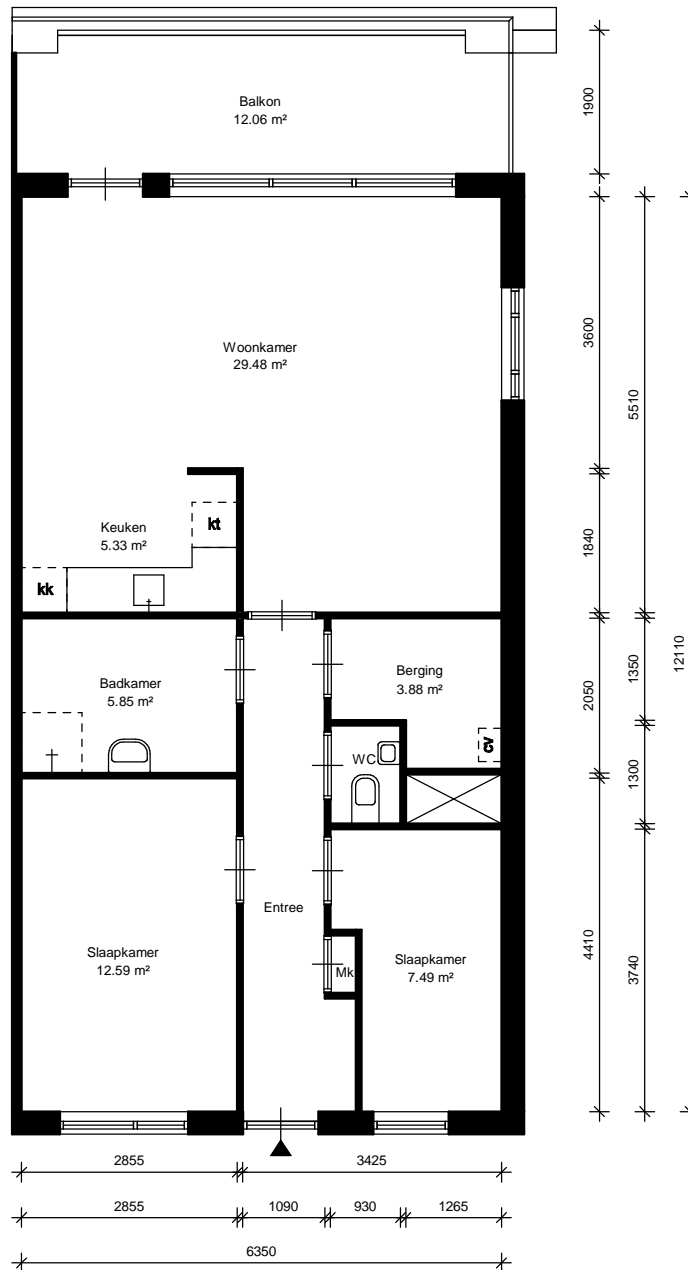 Balkon
12.06 m²
1900
Woonkamer
29.48 m²
3600
5510
Keuken
5.33 m²
kt
kk
1840
12110
Badkamer
5.85 m²
Berging
3.88 m²
cv
WC
2050
1350
1300
Entree
Slaapkamer
12.59 m²
Mk
Slaapkamer
7.49 m²
4410
3740
2855
3425
2855
1090
930
1265
6350